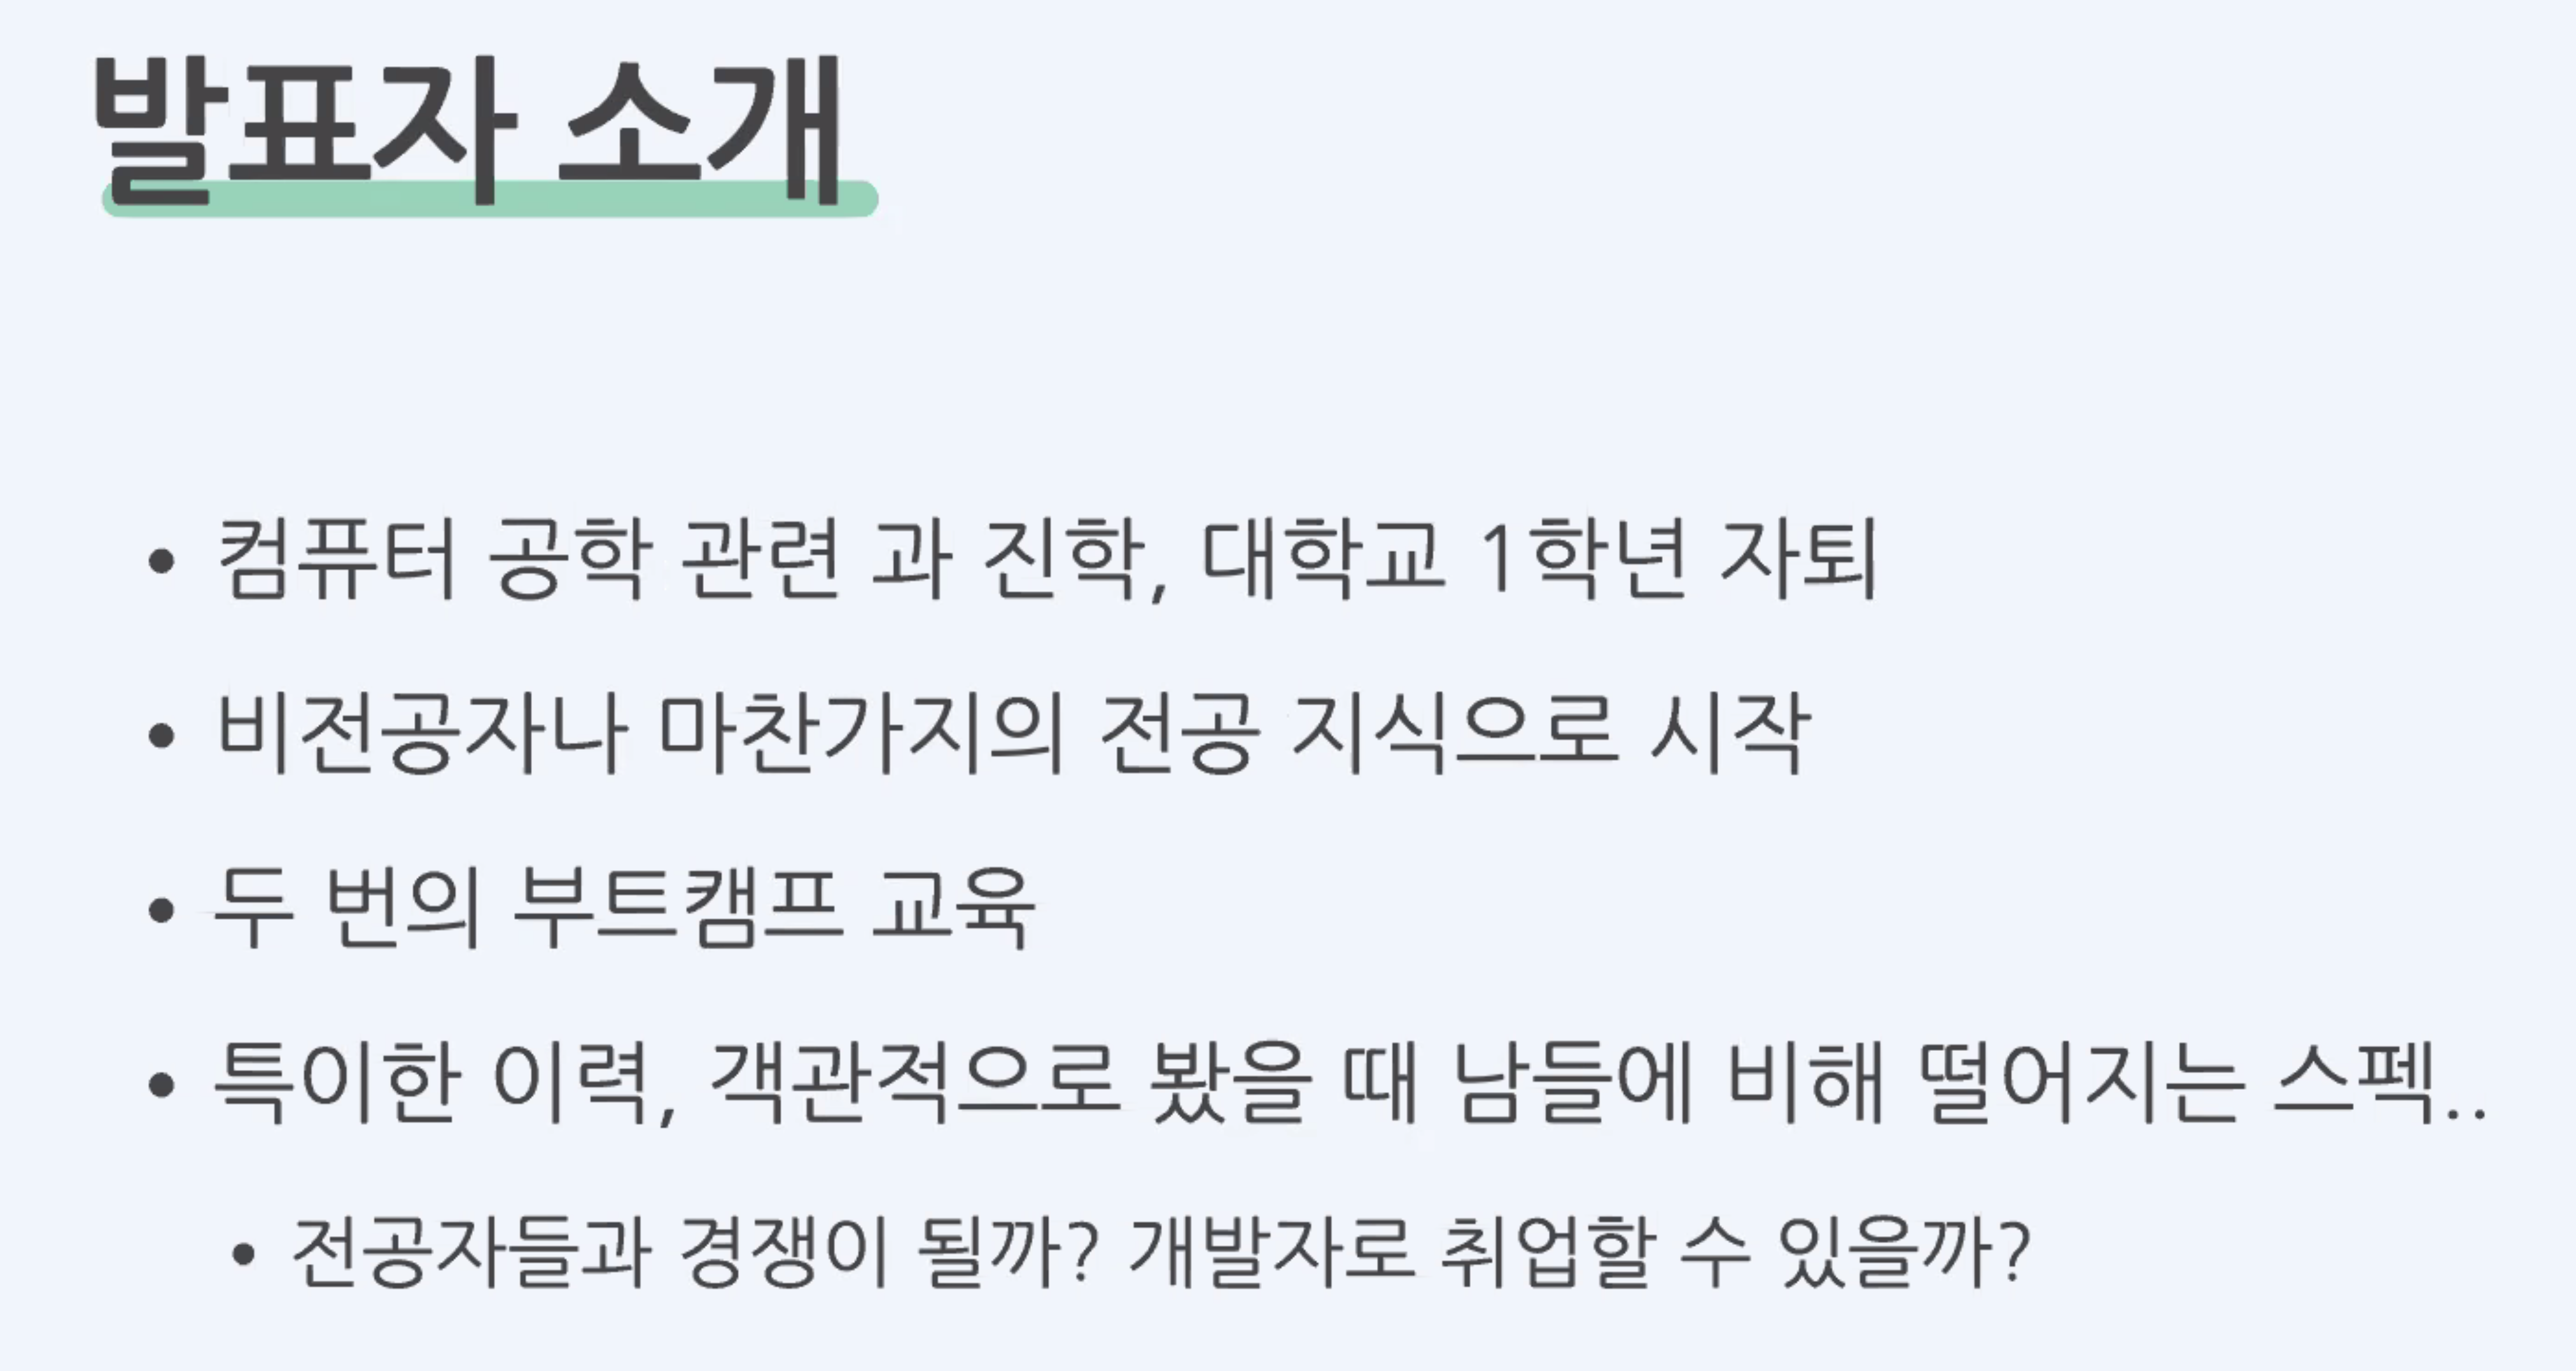 발표자 소개
• 컴퓨터 공학 관련 과 진학, 대학교 1학년 자퇴
• 비전공자나 마찬가지의 전공 지식으로 시작
• 두 번의 부트캠프 교육
• 특이한 이력, 객관적으로 봤을 때 남들에 비해 떨어지는 스펙..
• 전공자들과 경쟁이 될까? 개발자로 취업할 수 있을까?